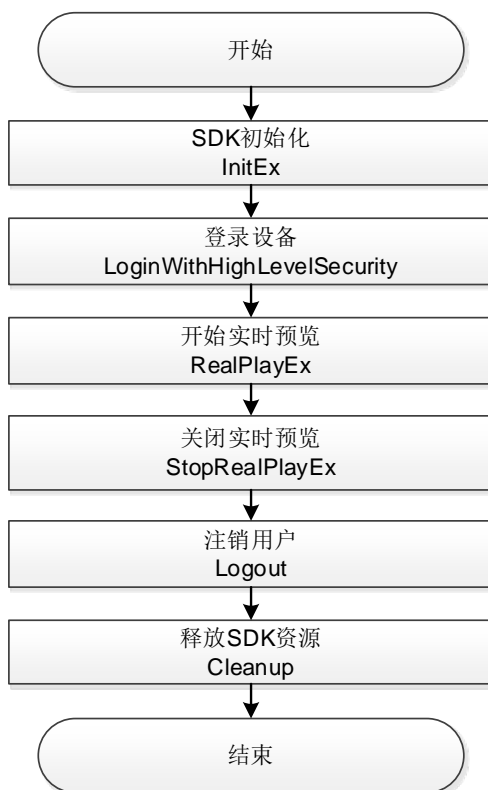 开始
SDK初始化
InitEx
登录设备
LoginWithHighLevelSecurity
开始实时预览
RealPlayEx
关闭实时预览
StopRealPlayEx
注销用户
Logout
释放SDK资源
Cleanup
结束